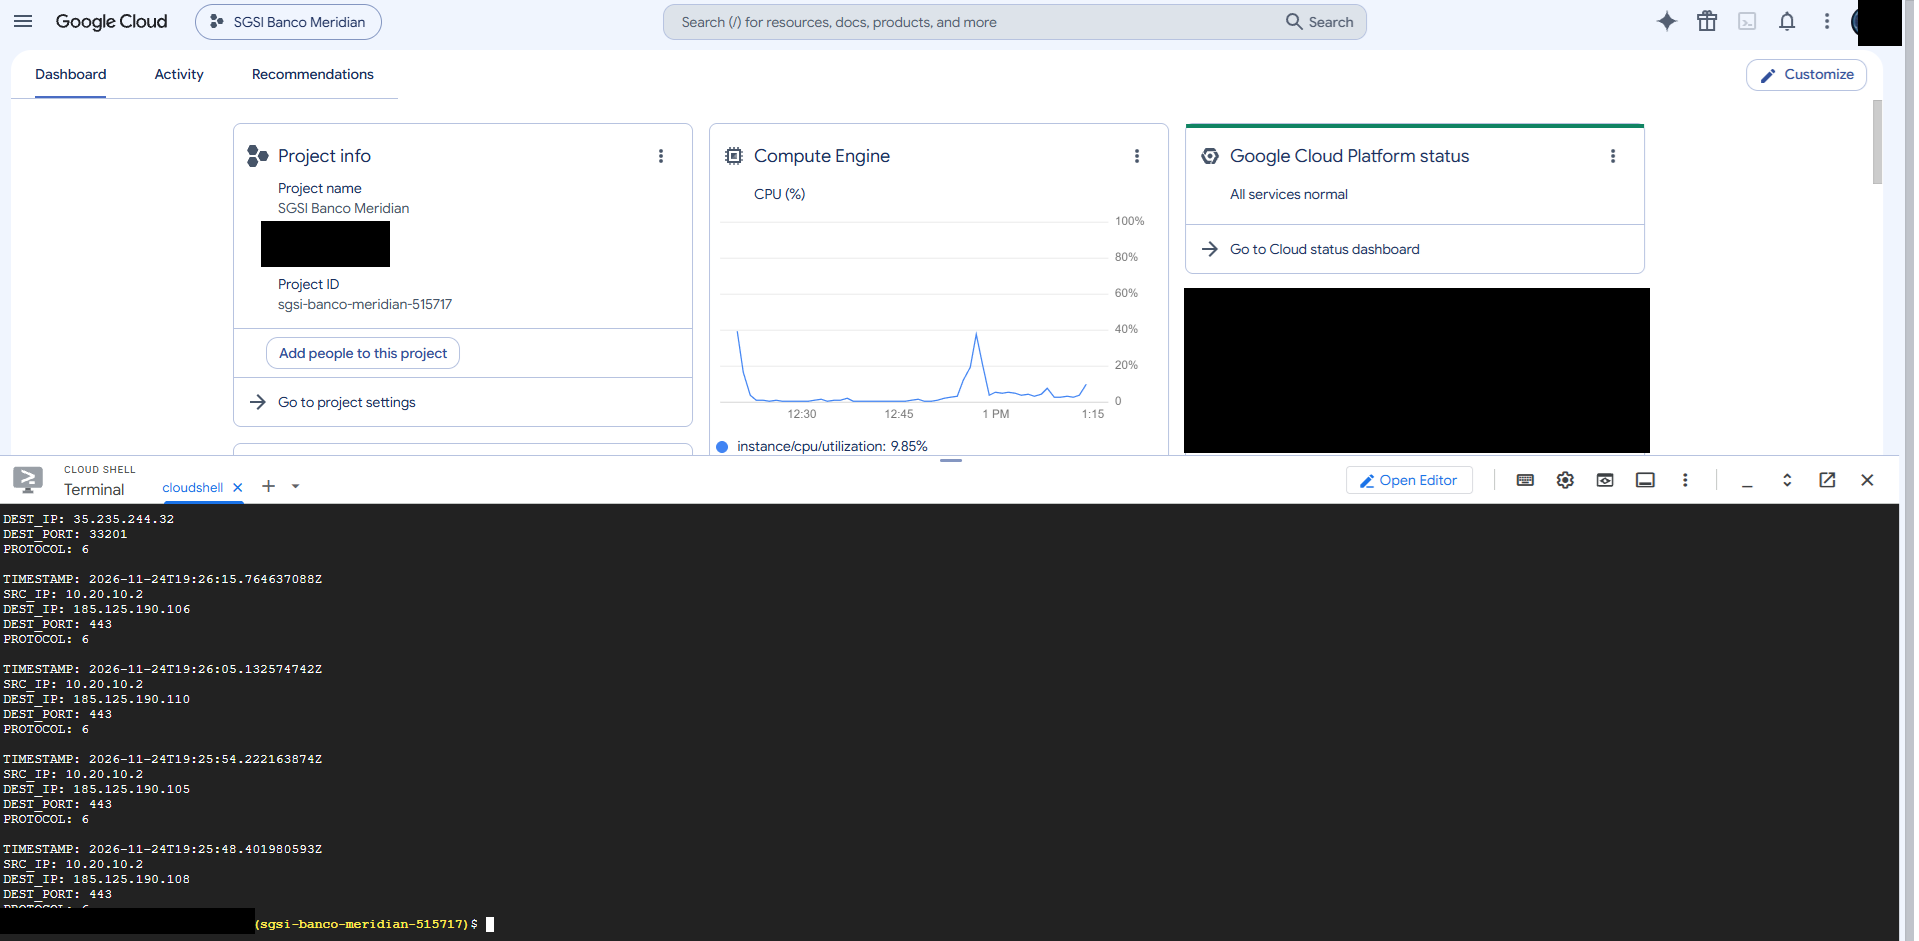 Google Cloud
SGSI Banco Meridian
Search (/) for resources, docs, products, and more
Search
Dashboard
Activity
Recommendations
Customize
Project info
Project name
SGSI Banco Meridian
Project ID
sgsi-banco-meridian-515717
Add people to this project
Go to project settings
Compute Engine
CPU (%)
100%
80%
60%
40%
20%
0
12:30
12:45
1 PM
1:15
instance/cpu/utilization: 9.85%
Google Cloud Platform status
All services normal
Go to Cloud status dashboard
CLOUD SHELL
Terminal
cloudshell
Open Editor
DEST_IP: 35.235.244.32
DEST_PORT: 33201
PROTOCOL: 6
TIMESTAMP: 2026-11-24T19:26:15.764637088Z
SRC_IP: 10.20.10.2
DEST_IP: 185.125.190.106
DEST_PORT: 443
PROTOCOL: 6
TIMESTAMP: 2026-11-24T19:26:05.132574742Z
SRC_IP: 10.20.10.2
DEST_IP: 185.125.190.110
DEST_PORT: 443
PROTOCOL: 6
TIMESTAMP: 2026-11-24T19:25:54.222163874Z
SRC_IP: 10.20.10.2
DEST_IP: 185.125.190.105
DEST_PORT: 443
PROTOCOL: 6
TIMESTAMP: 2026-11-24T19:25:48.401980593Z
SRC_IP: 10.20.10.2
DEST_IP: 185.125.190.108
DEST_PORT: 443
(sgsi-banco-meridian-515717)$